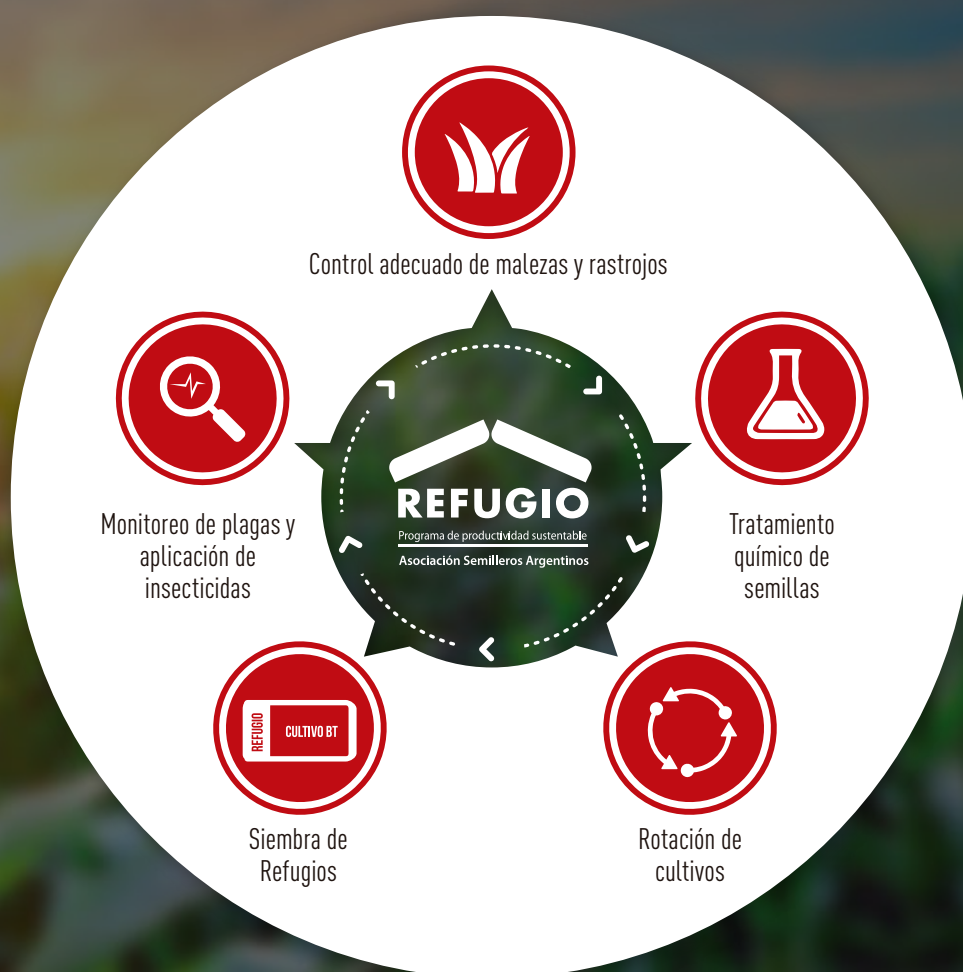 Control adecuado de malezas y rastrojos
Monitoreo de plagas y
aplicación de
insecticidas
REFUGIO
Programa de productividad sustentable
Asociación Semilleros Argentinos
Tratamiento
químico de
semillas
REFUGIO
CULTIVO BT
Siembra de
Refugios
Rotación de
cultivos